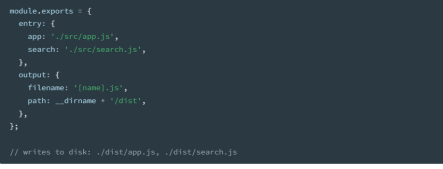 module.exports = {
  entry: {
    app: './src/app.js',
    search: './src/search.js',
  },
  output: {
    filename: '[name].js',
    path: __dirname + '/dist',
  },
};
// writes to disk: ./dist/app.js, ./dist/search.js